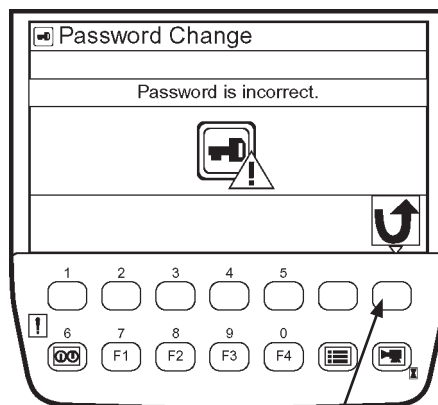 Password Change
Password is incorrect.
1 2 3 4 5
6 7 8 9 0
F1 F2 F3 F4